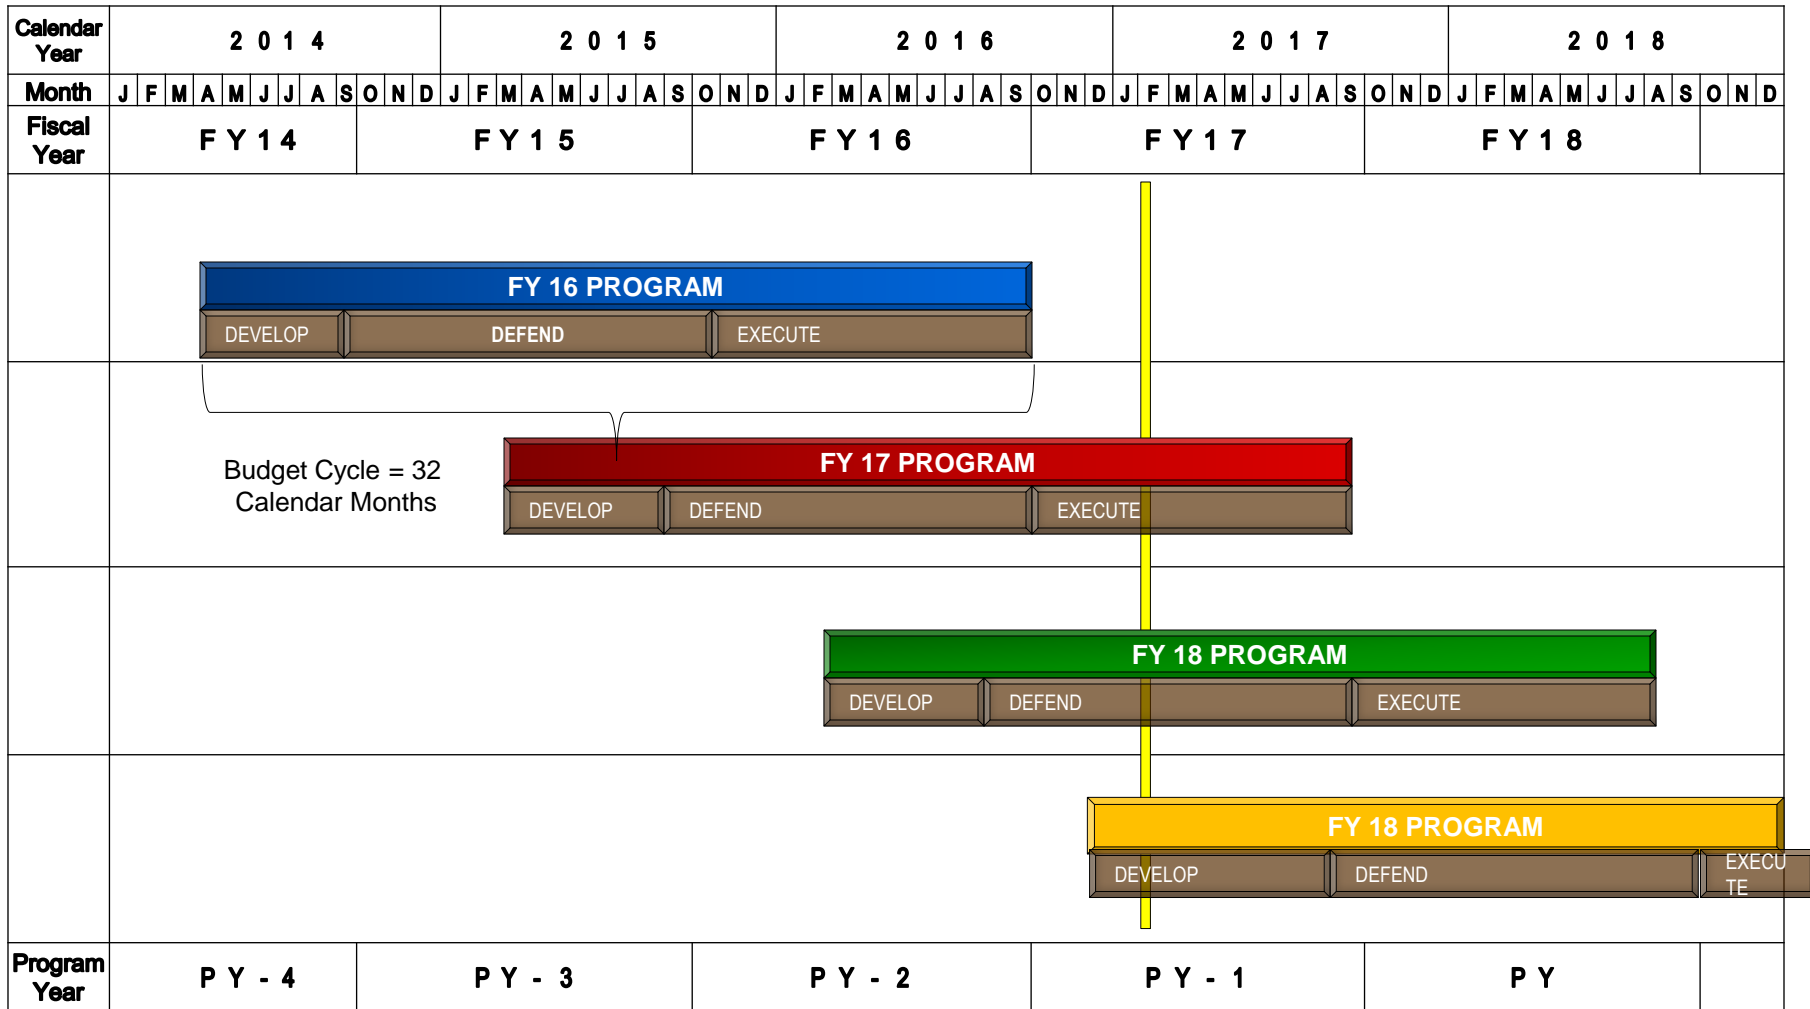 Calendar
Year
2 0 1 4
2 0 1 5
2 0 1 6
2 0 1 7
2 0 1 8
Month J F M A M J J A S O N D J F M A M J J A S O N D J F M A M J J A S O N D J F M A M J J A S O N D J F M A M J J A S O N D
Fiscal
Year
F Y 1 4
F Y 1 5
F Y 1 6
F Y 1 7
F Y 1 8
FY 16 PROGRAM
DEVELOP
DEFEND
EXECUTE
Budget Cycle = 32
Calendar Months
FY 17 PROGRAM
DEVELOP
DEFEND
EXECUTE
FY 18 PROGRAM
DEVELOP
DEFEND
EXECUTE
FY 18 PROGRAM
DEVELOP
DEFEND
EXECU
TE
Program
Year
P Y - 4
P Y - 3
P Y - 2
P Y - 1
P Y